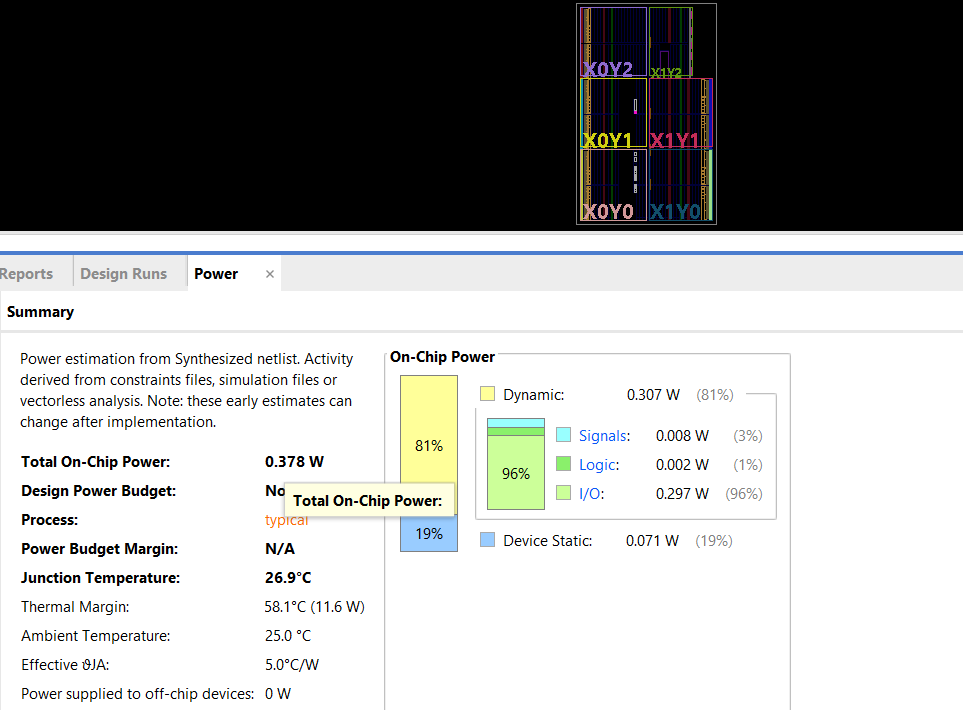 X0Y2
X1Y2
X0Y1
X1Y1
X0Y0
X1Y0
Reports
Design Runs
Power
×
Summary
Power estimation from Synthesized netlist. Activity
derived from constraints files, simulation files or
vectorless analysis. Note: these early estimates can
change after implementation.
Total On-Chip Power: 0.378 W
Design Power Budget: No
Process: typical
Power Budget Margin: N/A
Junction Temperature: 26.9°C
Thermal Margin: 58.1°C (11.6 W)
Ambient Temperature: 25.0 °C
Effective ϑJA: 5.0°C/W
Power supplied to off-chip devices: 0 W
Total On-Chip Power:
On-Chip Power
81%
19%
Dynamic: 0.307 W (81%)
96%
Signals: 0.008 W (3%)
Logic: 0.002 W (1%)
I/O: 0.297 W (96%)
Device Static: 0.071 W (19%)